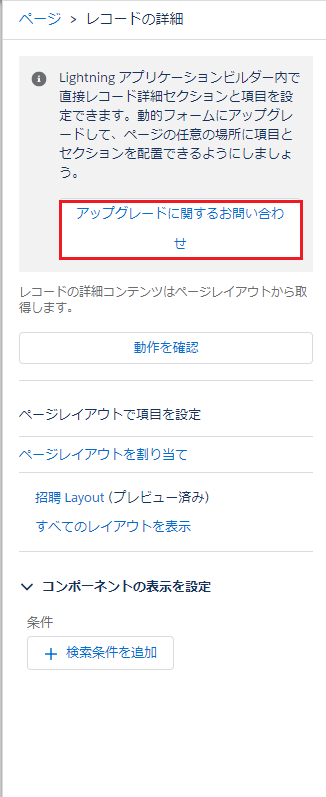 ページ > レコードの詳細
Lightning アプリケーションビルダー内で
直接レコード詳細セクションと項目を設
定できます。動的フォームにアップグレ
ードして、ページの任意の場所に項目と
セクションを配置できるようにしましょ
う。
アップグレードに関するお問い合わ
せ
レコードの詳細コンテンツはページレイアウトから取
得します。
動作を確認
ページレイアウトで項目を設定
ページレイアウトを割り当て
招聘 Layout (プレビュー済み)
すべてのレイアウトを表示
コンポーネントの表示を設定
条件
+ 検索条件を追加